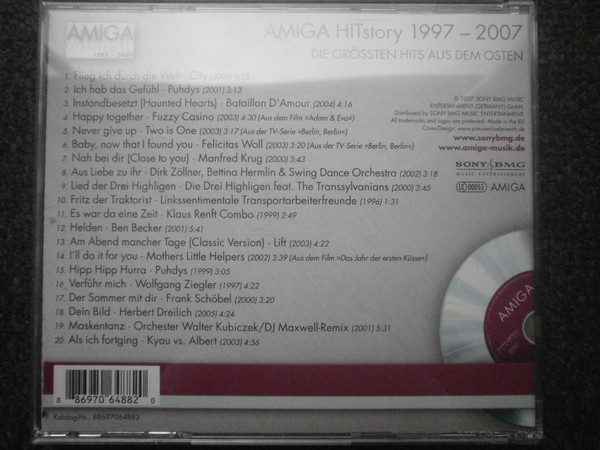 AMIGA
1997 - 2007
AMIGA HITstory 1997 – 2007
DIE GRÖSSTEN HITS AUS DEM OSTEN
1. Flieg ich durch die Welt · City (2002) 4:15
2. Ich hab das Gefühl · Puhdys (2001) 3:13
3. Instandbesetzt (Haunted Hearts) · Bataillon D'Amour (2004) 4:16
4. Happy together · Fuzzy Casino (2003) 4:30 (Aus dem Film »Adam & Eva«)
5. Never give up · Two is One (2003) 3:17 (Aus der TV-Serie »Berlin, Berlin«)
6. Baby, now that I found you · Felicitas Woll (2003) 3:20 (Aus der TV-Serie »Berlin, Berlin«)
7. Nah bei dir (Close to you) · Manfred Krug (2000) 3:43
8. Aus Liebe zu ihr · Dirk Zöllner, Bettina Hermlin & Swing Dance Orchestra (2002) 3:18
9. Lied der Drei Highligen · Die Drei Highligen feat. The Transsylvanians (2000) 3:45
10. Fritz der Traktorist · Linkssentimentale Transportarbeiterfreunde (1996) 1:31
11. Es war da eine Zeit · Klaus Renft Combo (1999) 2:49
12. Helden · Ben Becker (2001) 5:41
13. Am Abend mancher Tage (Classic Version) · Lift (2003) 4:22
14. I'll do it for you · Mothers Little Helpers (2002) 3:39 (Aus dem Film »Das Jahr der ersten Küsse«)
15. Hipp Hipp Hurra · Puhdys (1999) 3:05
16. Verführ mich · Wolfgang Ziegler (1997) 4:22
17. Der Sommer mit dir · Frank Schöbel (2000) 3:20
18. Dein Bild · Herbert Dreilich (2004) 5:24
19. Maskentanz · Orchester Walter Kubiczek/DJ Maxwell-Remix (2001) 5:31
20. Als ich fortging · Kyau vs. Albert (2003) 4:56
℗ 2007 SONY BMG MUSIC
ENTERTAINMENT (GERMANY) GmbH.
Distributed by SONY BMG MUSIC ENTERTAINMENT.
All trademarks and logos are protected. Made in EU
www.sonybmg.de
www.amiga-musik.de
SONY BMG
MUSIC ENTERTAINMENT
LC 00055 AMIGA
AMIGA
8 86970 64882 0
Katalog-Nr.: 88697064882